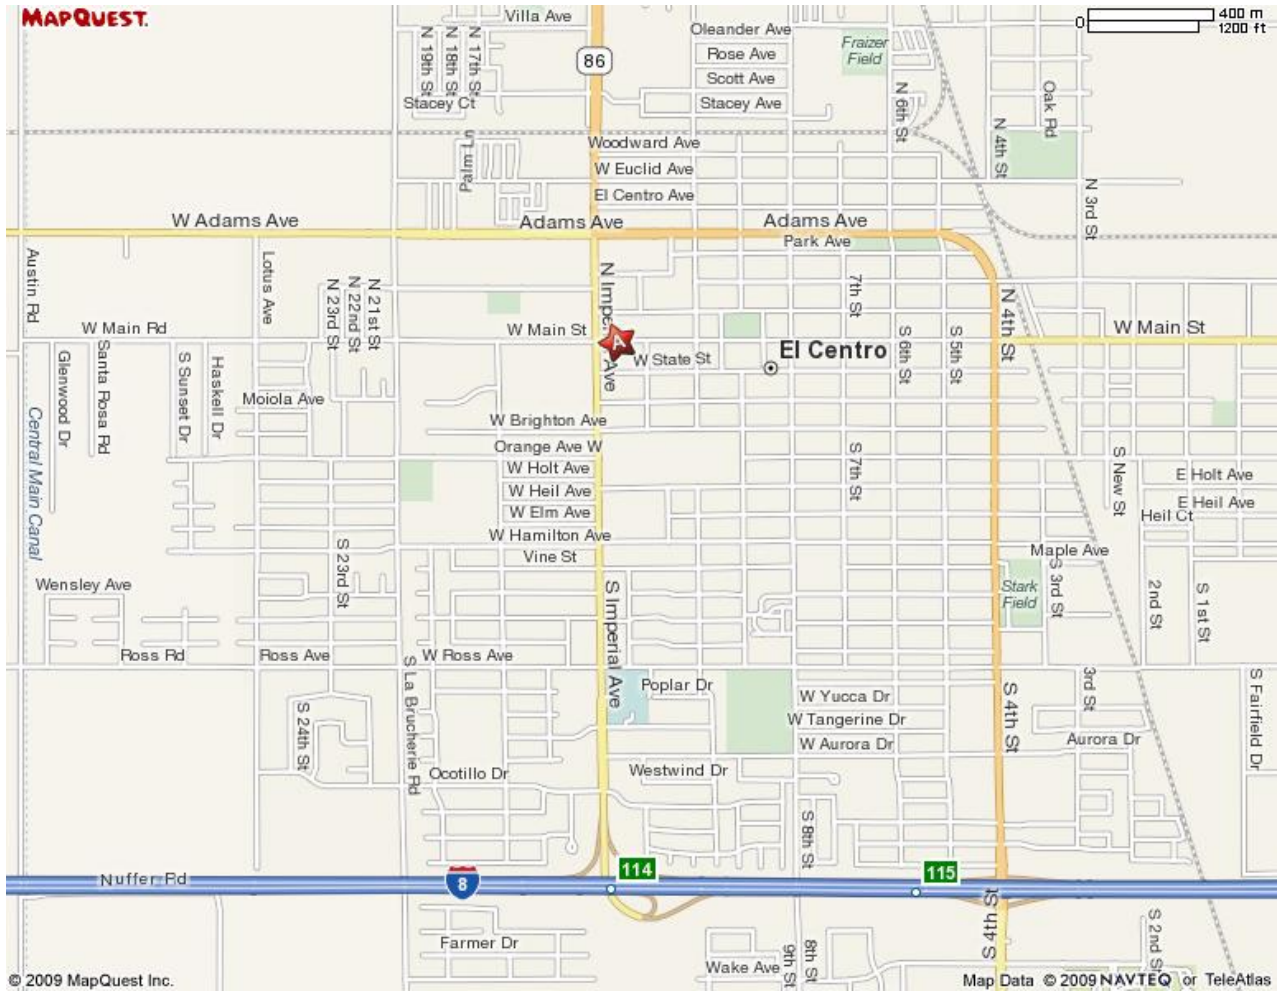 MAPQUEST.
Villa Ave
Oleander Ave
0
400 m
1200 ft
N 19th St
N 18th St
N 17th St
Rose Ave
Fraizer
Field
86
Scott Ave
Stacey Ct
Stacey Ave
N 6th St
Oak Rd
N 4th St
Woodward Ave
Palm Ln
W Euclid Ave
El Centro Ave
N 3rd St
W Adams Ave
Adams Ave
Adams Ave
Park Ave
Austin Rd
Lotus Ave
N 23rd St
N 22nd St
N 21st St
N Imperial Ave
7th St
N 4th St
W Main Rd
W Main St
A
W Main St
W State St
El Centro
S 6th St
S 5th St
Glenwood Dr
Santa Rosa Rd
S Sunset Dr
Haskell Dr
Moiola Ave
W Brighton Ave
Central Main Canal
Orange Ave W
W Holt Ave
S 7th St
S New St
E Holt Ave
W Heil Ave
E Heil Ave
W Elm Ave
Heil Ct
W Hamilton Ave
Vine St
S 23rd St
Maple Ave
Wensley Ave
S Imperial Ave
Stark
Field
S 3rd St
2nd St
S 1st St
Ross Rd
Ross Ave
W Ross Ave
S La Brucherie Rd
Poplar Dr
W Yucca Dr
S 4th St
3rd St
S Fairfield Dr
S 24th St
W Tangerine Dr
W Aurora Dr
Aurora Dr
Ocotillo Dr
Westwind Dr
S 8th St
Nuffer Rd
8
114
115
S 4th St
Farmer Dr
Wake Ave
9th St
8th St
S 2nd St
© 2009 MapQuest Inc.
Map Data © 2009 NAVTEQ or TeleAtlas